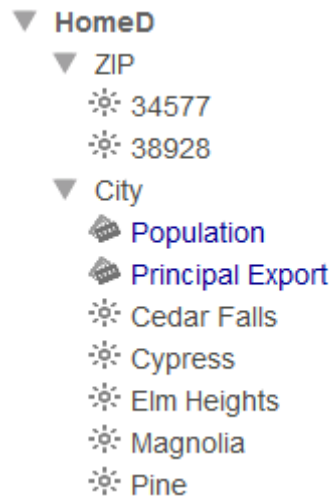 HomeD
ZIP
34577
38928
City
Population
Principal Export
Cedar Falls
Cypress
Elm Heights
Magnolia
Pine